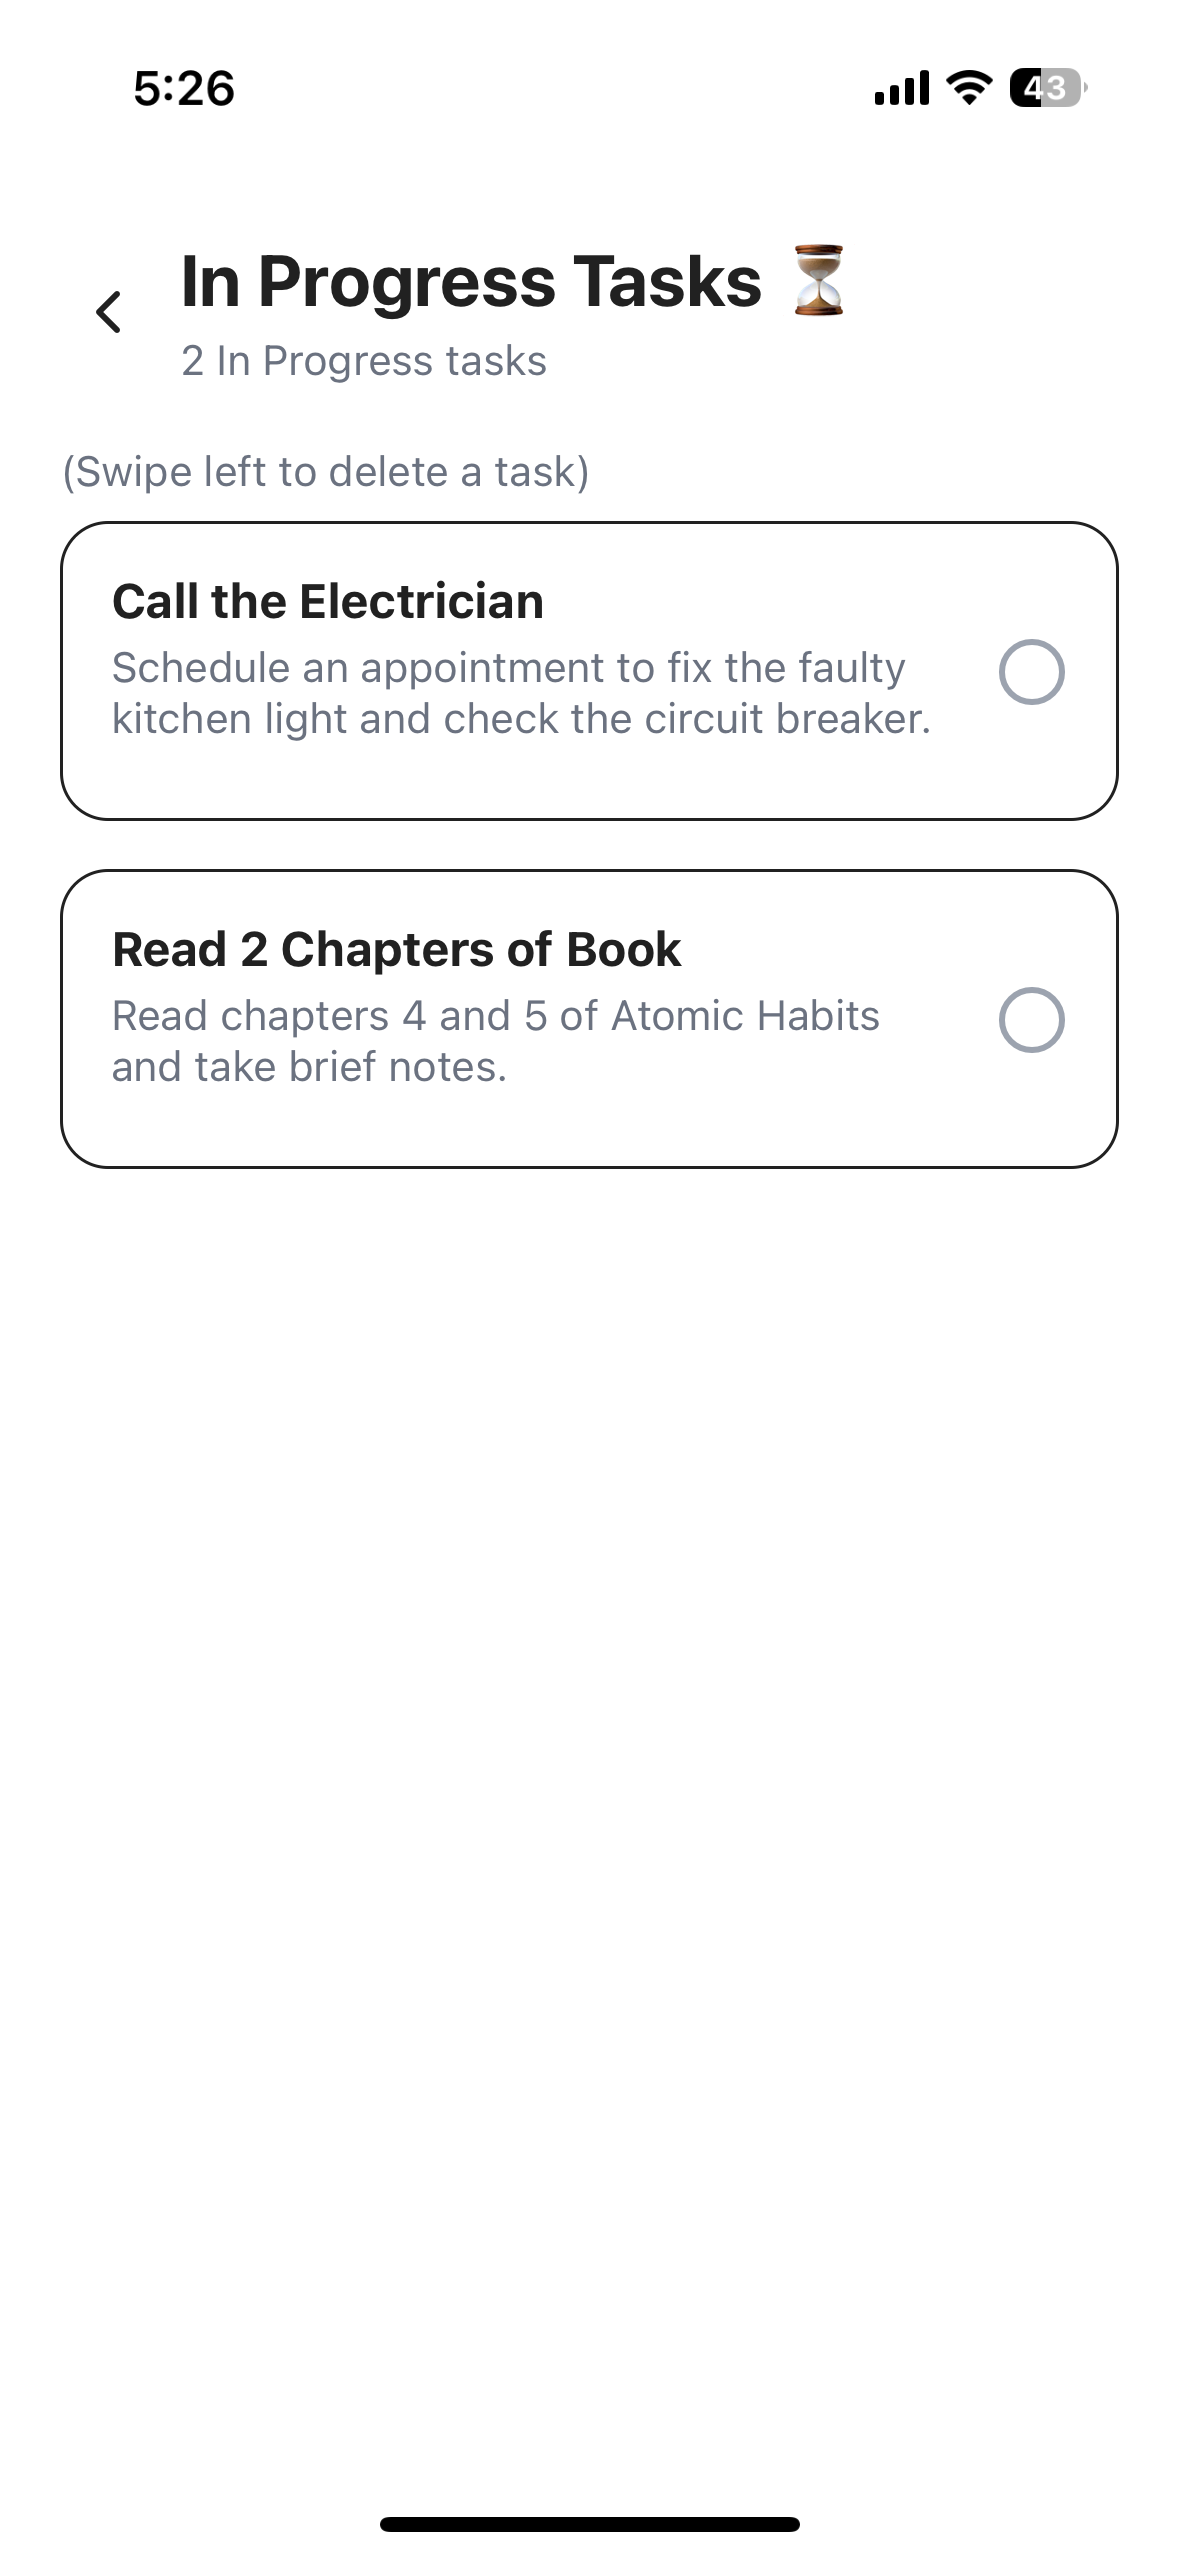 5:26
43
In Progress Tasks ⏳
2 In Progress tasks
(Swipe left to delete a task)
Call the Electrician
Schedule an appointment to fix the faulty
kitchen light and check the circuit breaker.
Read 2 Chapters of Book
Read chapters 4 and 5 of Atomic Habits
and take brief notes.